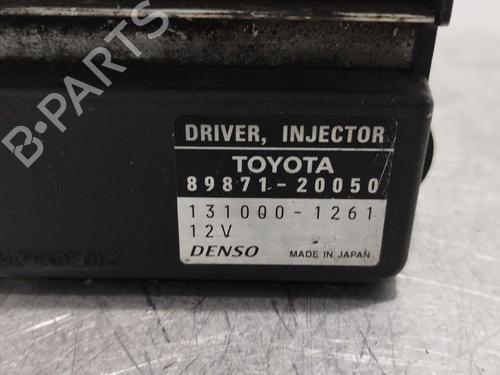 B-PARTS
DRIVER, INJECTOR
TOYOTA
89871-20050
131000-1261
12V
DENSO MADE IN JAPAN